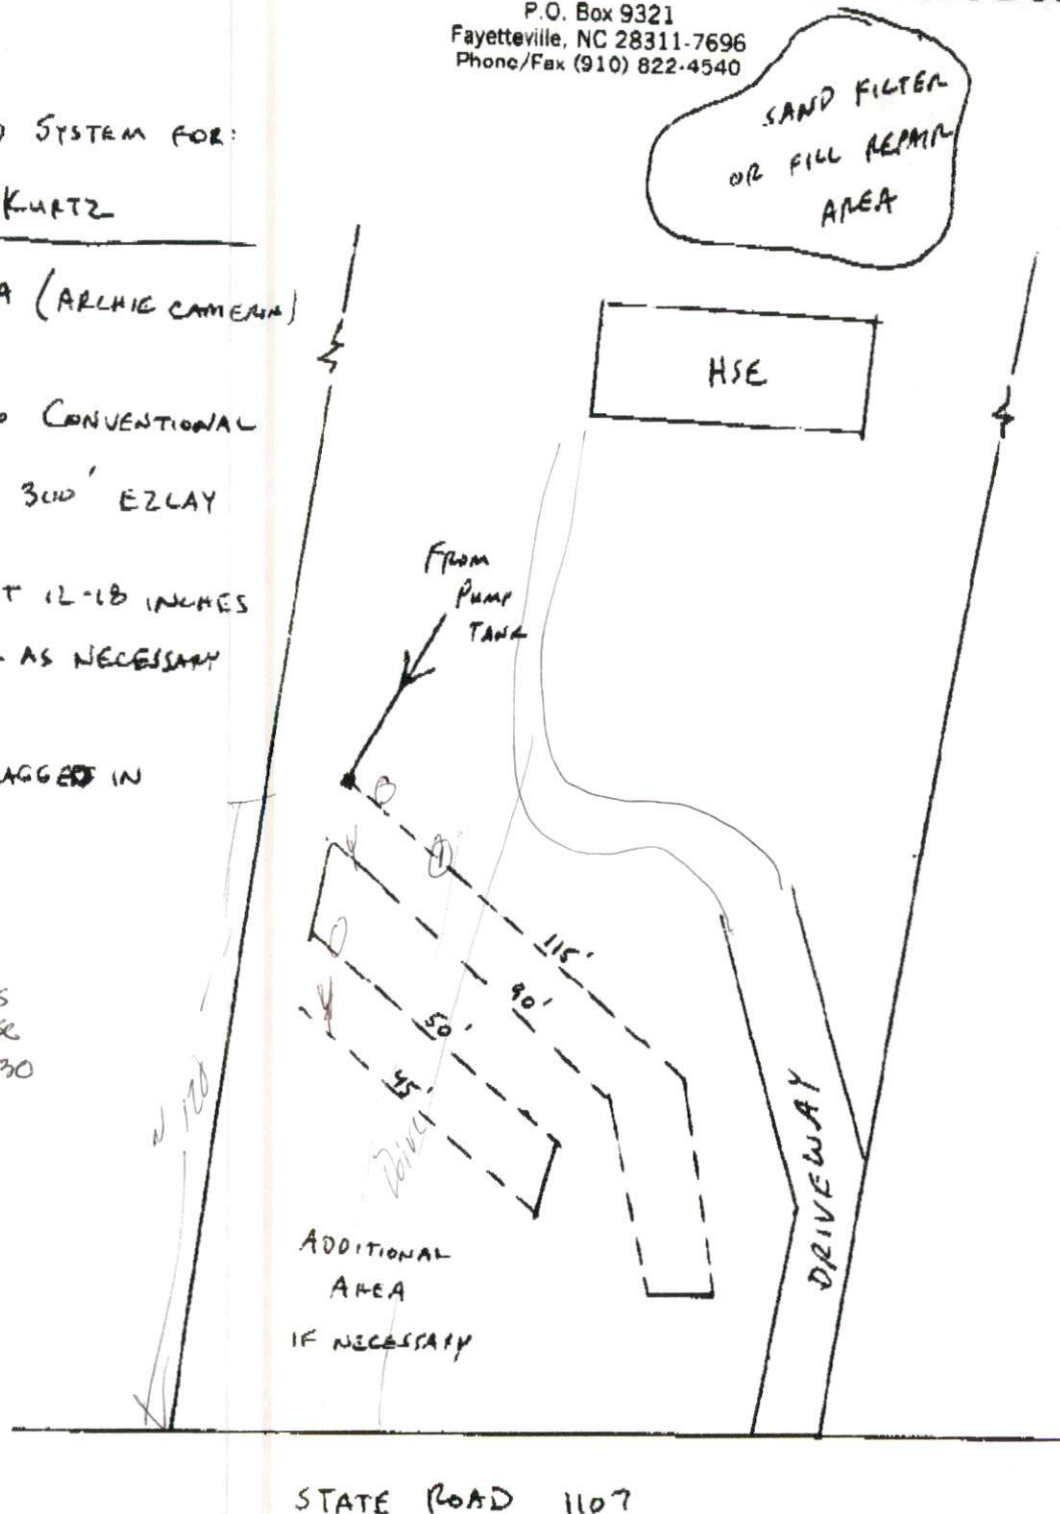 P.O. Box 9321
Fayetteville, NC 28311-7696
Phone/Fax (910) 822-4540
SYSTEM FOR:
KURTZ
(ARCHIE CAMERON)
CONVENTIONAL
300' EZLAY
12-18 INCHES
AS NECESSARY
IN
SAND FILTER
OR FILL REPAIR
AREA
HSE
FROM
PUMP
TANK
115'
90'
50'
45'
30
DRIVEWAY
ADDITIONAL
AREA
IF NECESSARY
STATE ROAD 1107